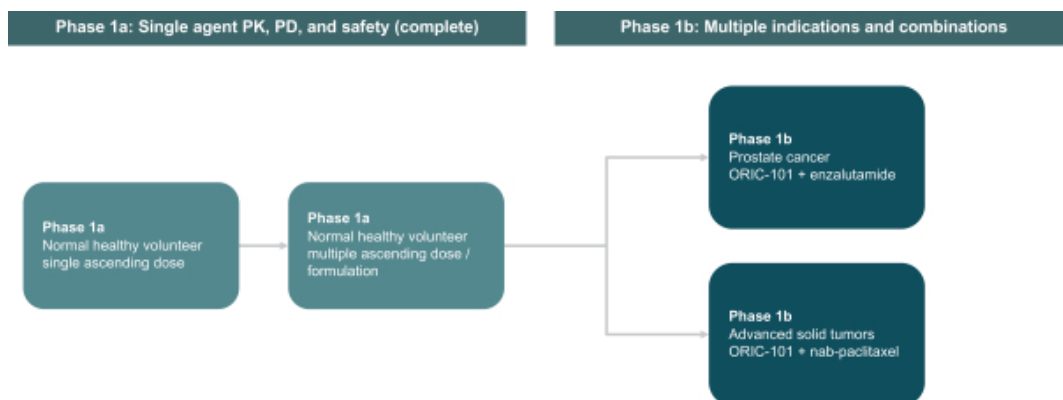 Phase 1a: Single agent PK, PD, and safety (complete)
Phase 1b: Multiple indications and combinations
Phase 1a
Normal healthy volunteer
single ascending dose
Phase 1a
Normal healthy volunteer
multiple ascending dose /
formulation
Phase 1b
Prostate cancer
ORIC-101 + enzalutamide
Phase 1b
Advanced solid tumors
ORIC-101 + nab-paclitaxel